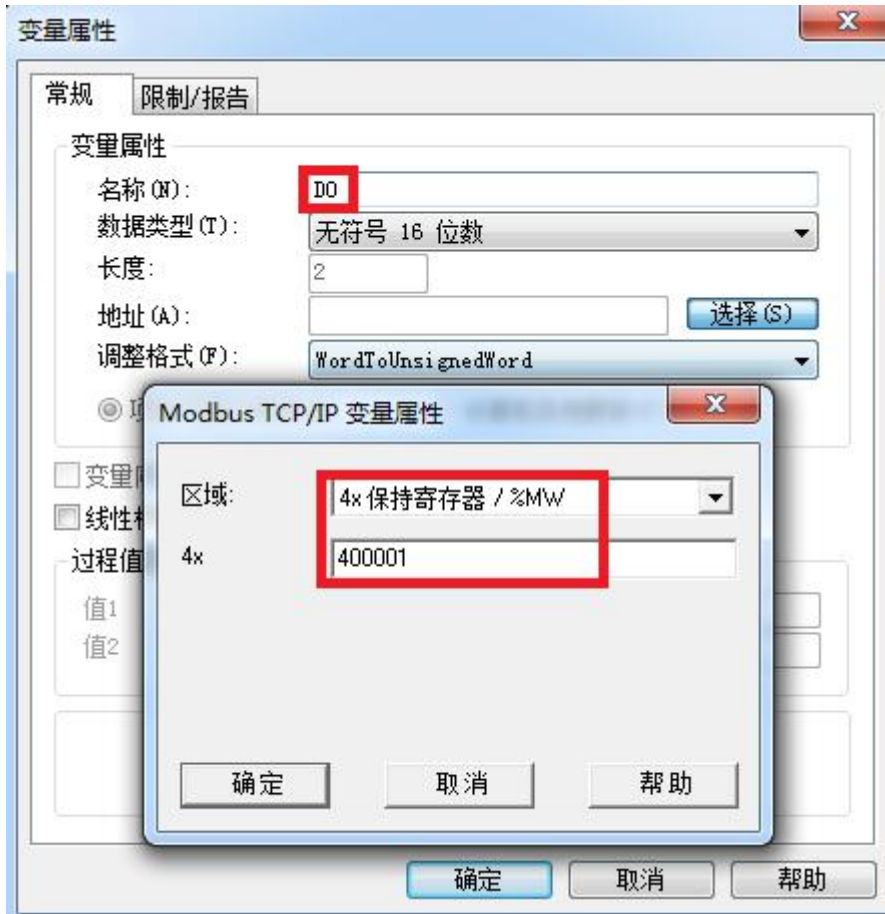 变量属性
常规 限制/报告
变量属性
名称(N): D0
数据类型(T): 无符号 16 位数
长度: 2
地址(A): 选择(S)
调整格式(F): WordToUnsignedWord
Modbus TCP/IP 变量属性
变量
线性
区域: 4x 保持寄存器 / %MW
4x 400001
过程值
值1
值2
确定 取消 帮助
确定 取消 帮助